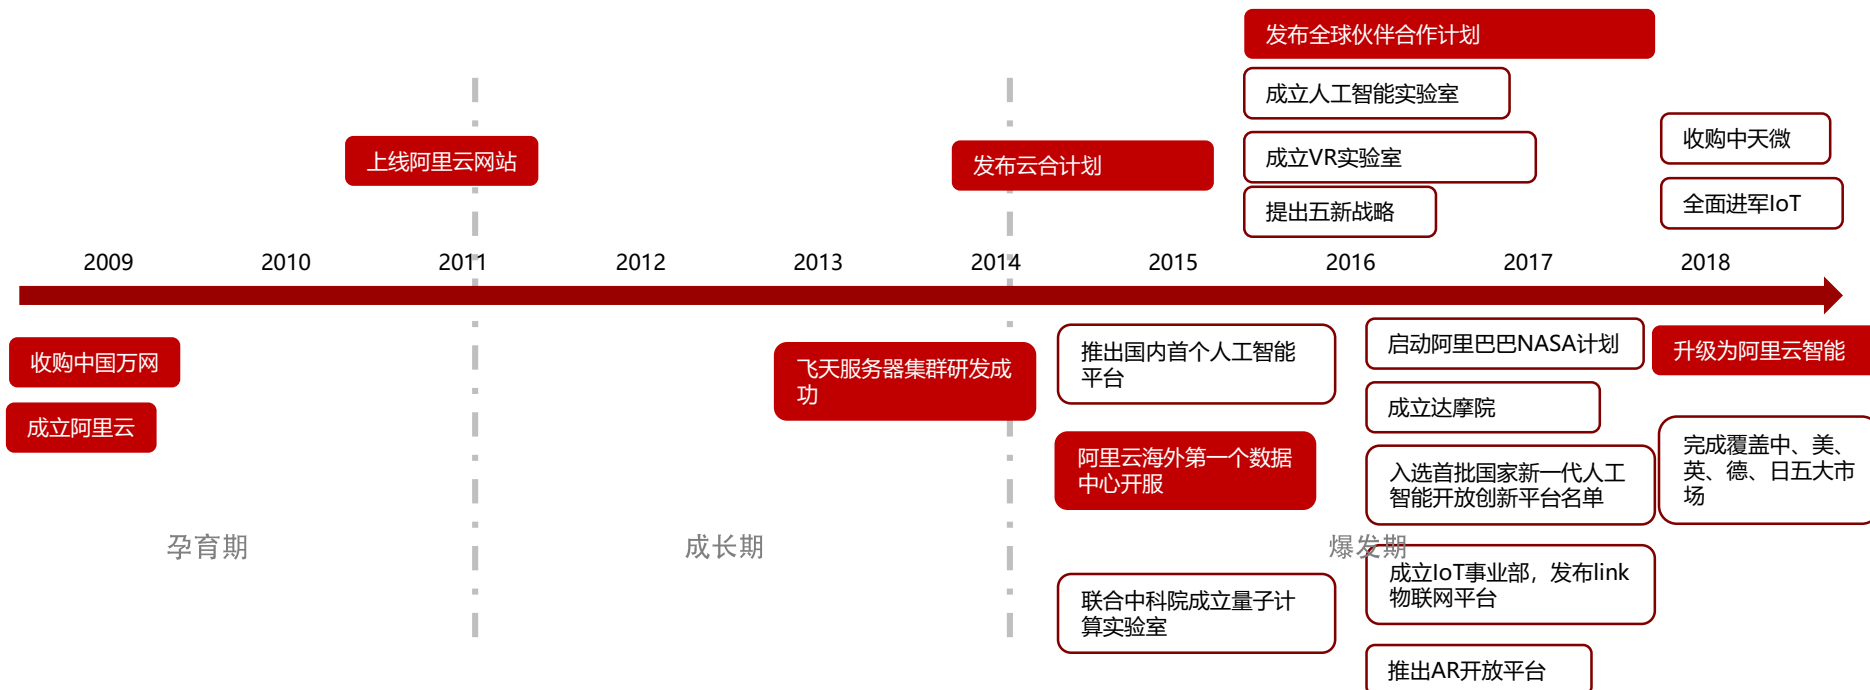 发布全球伙伴合作计划
成立人工智能实验室
上线阿里云网站
发布云合计划
成立VR实验室
提出五新战略
收购中天微
全面进军IoT
2009
2010
2011
2012
2013
2014
2015
2016
2017
2018
收购中国万网
成立阿里云
飞天服务器集群研发成
功
推出国内首个人工智能
平台
阿里云海外第一个数据
中心开服
联合中科院成立量子计
算实验室
启动阿里巴巴NASA计划
成立达摩院
入选首批国家新一代人工
智能开放创新平台名单
成立IoT事业部，发布link
物联网平台
推出AR开放平台
升级为阿里云智能
完成覆盖中、美、
英、德、日五大市
场
孕育期
成长期
爆发期